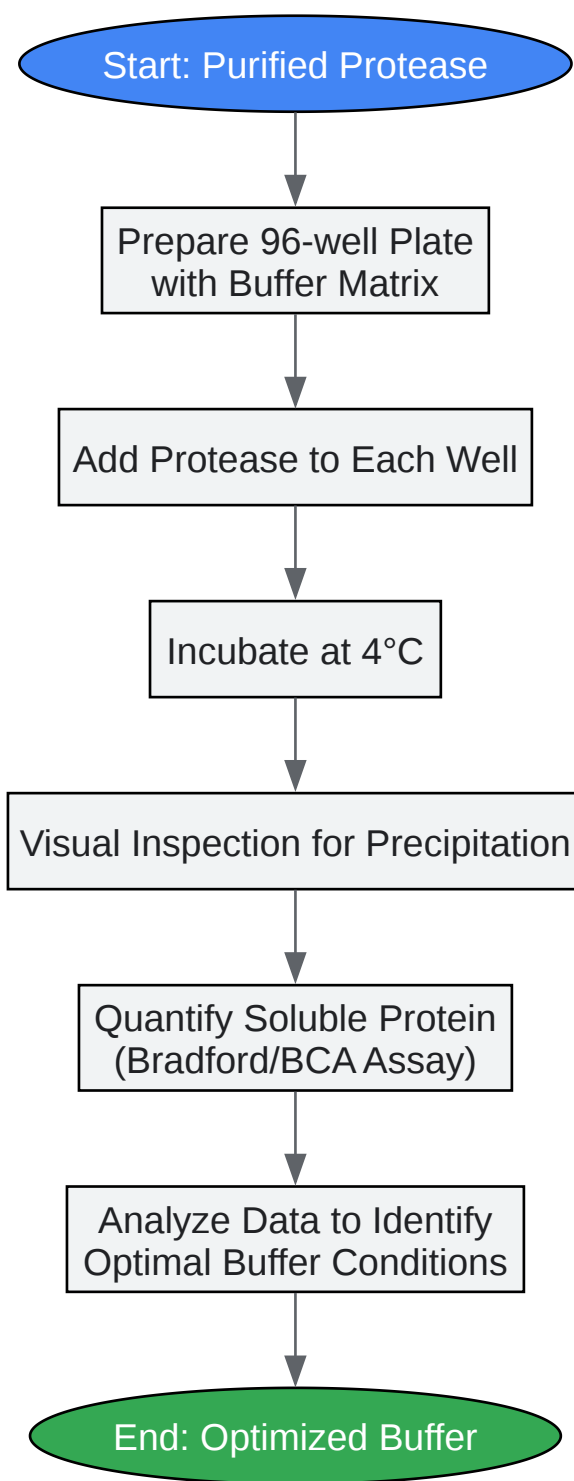 Start: Purified Protease
Prepare 96-well Plate
with Buffer Matrix
Add Protease to Each Well
Incubate at 4°C
Visual Inspection for Precipitation
Quantify Soluble Protein
(Bradford/BCA Assay)
Analyze Data to Identify
Optimal Buffer Conditions
End: Optimized Buffer